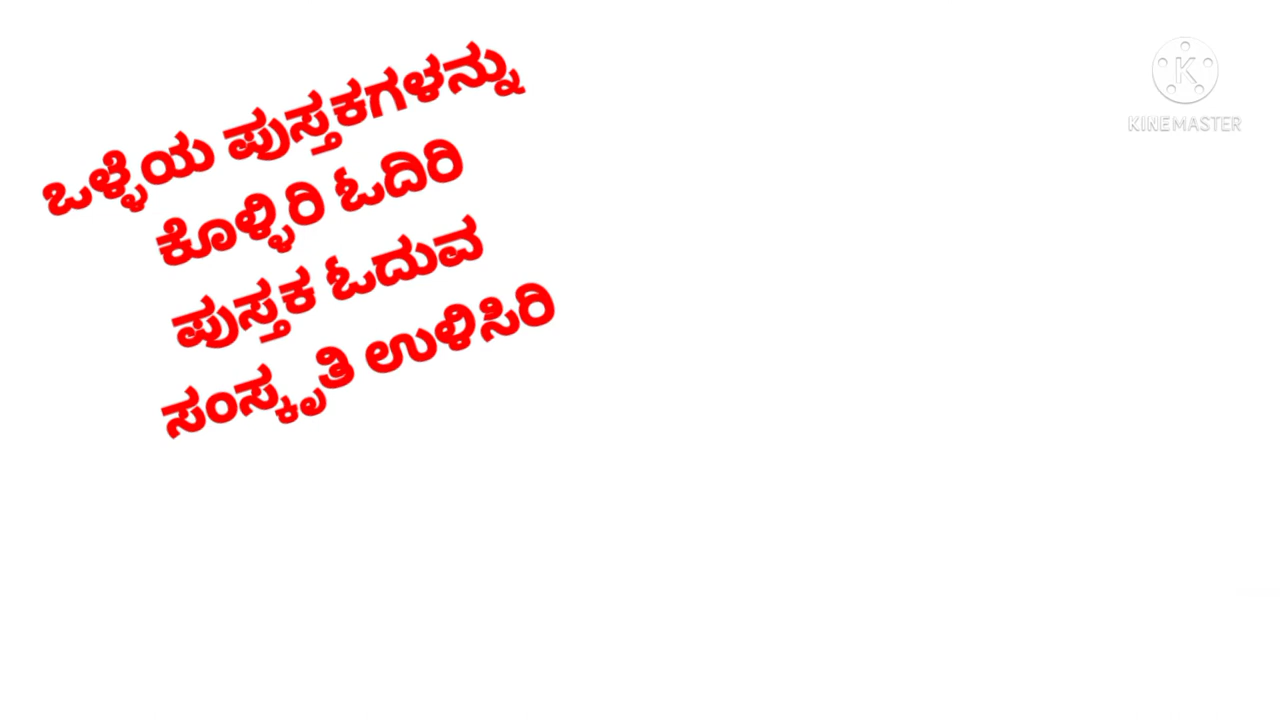 ಒಳ್ಳೆಯ ಪುಸ್ತಕಗಳನ್ನು
ಕೊಳ್ಳಿರಿ ಓದಿರಿ
ಪುಸ್ತಕ ಓದುವ
ಸಂಸ್ಕೃತಿ ಉಳಿಸಿರಿ
K
KINEMASTER